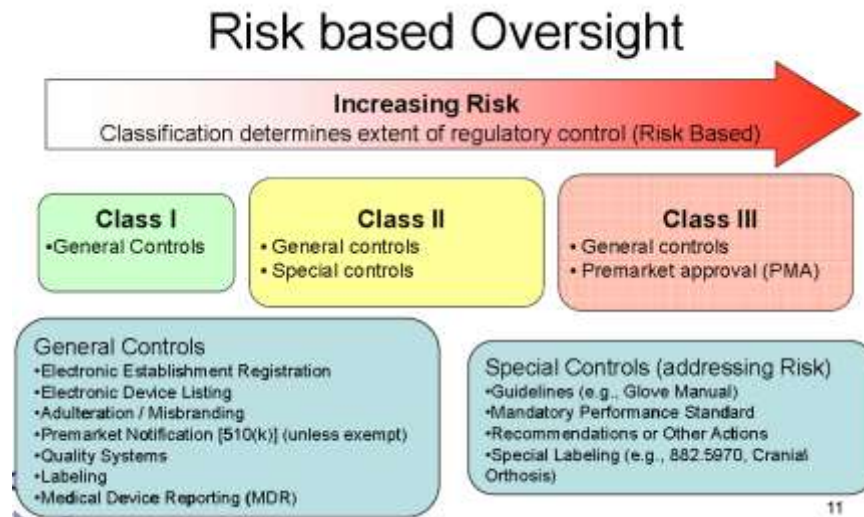 Risk based Oversight
Increasing Risk
Classification determines extent of regulatory control (Risk Based)
Class I
•General Controls
Class II
• General controls
• Special controls
Class III
• General controls
• Premarket approval (PMA)
General Controls
•Electronic Establishment Registration
•Electronic Device Listing
•Adulteration / Misbranding
•Premarket Notification [510(k)] (unless exempt)
•Quality Systems
•Labeling
•Medical Device Reporting (MDR)
Special Controls (addressing Risk)
•Guidelines (e.g., Glove Manual)
•Mandatory Performance Standard
•Recommendations or Other Actions
•Special Labeling (e.g., 882.5970, Cranial
Orthosis)
11